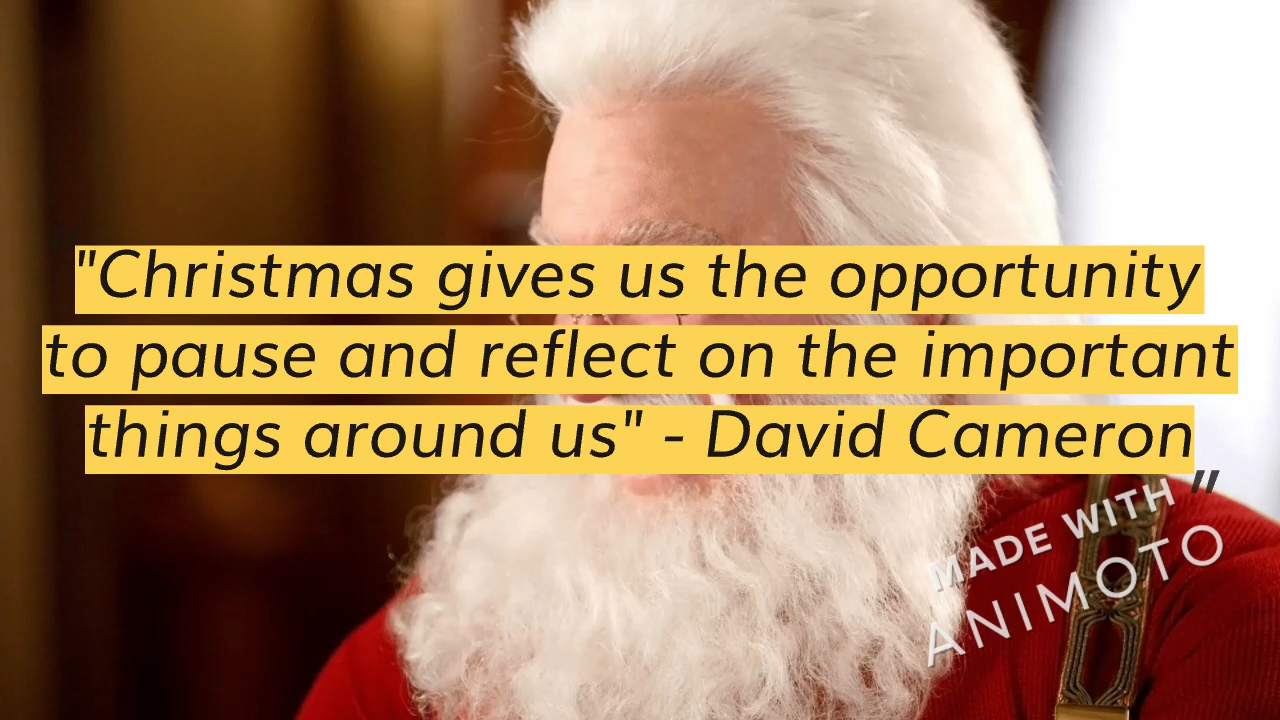 "Christmas gives us the opportunity
to pause and reflect on the important
things around us" - David Cameron
"
MADE WITH
ANIMOTO